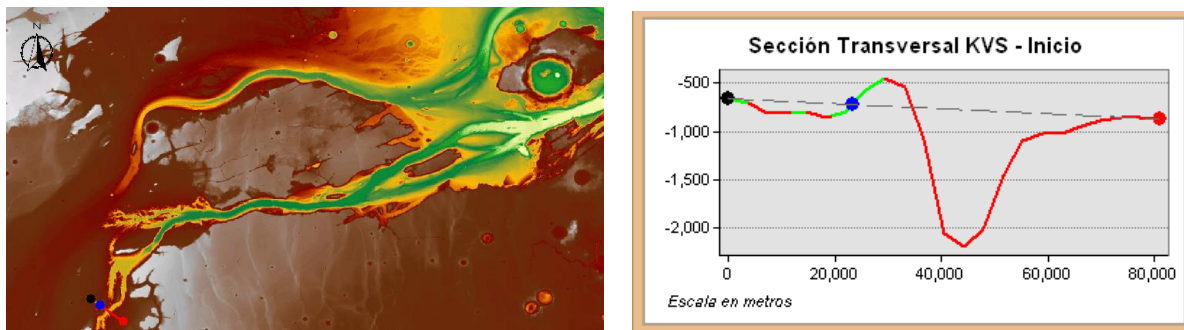 N
Sección Transversal KVS - Inicio
-500
-1,000
-1,500
-2,000
0 20,000 40,000 60,000 80,000
Escala en metros